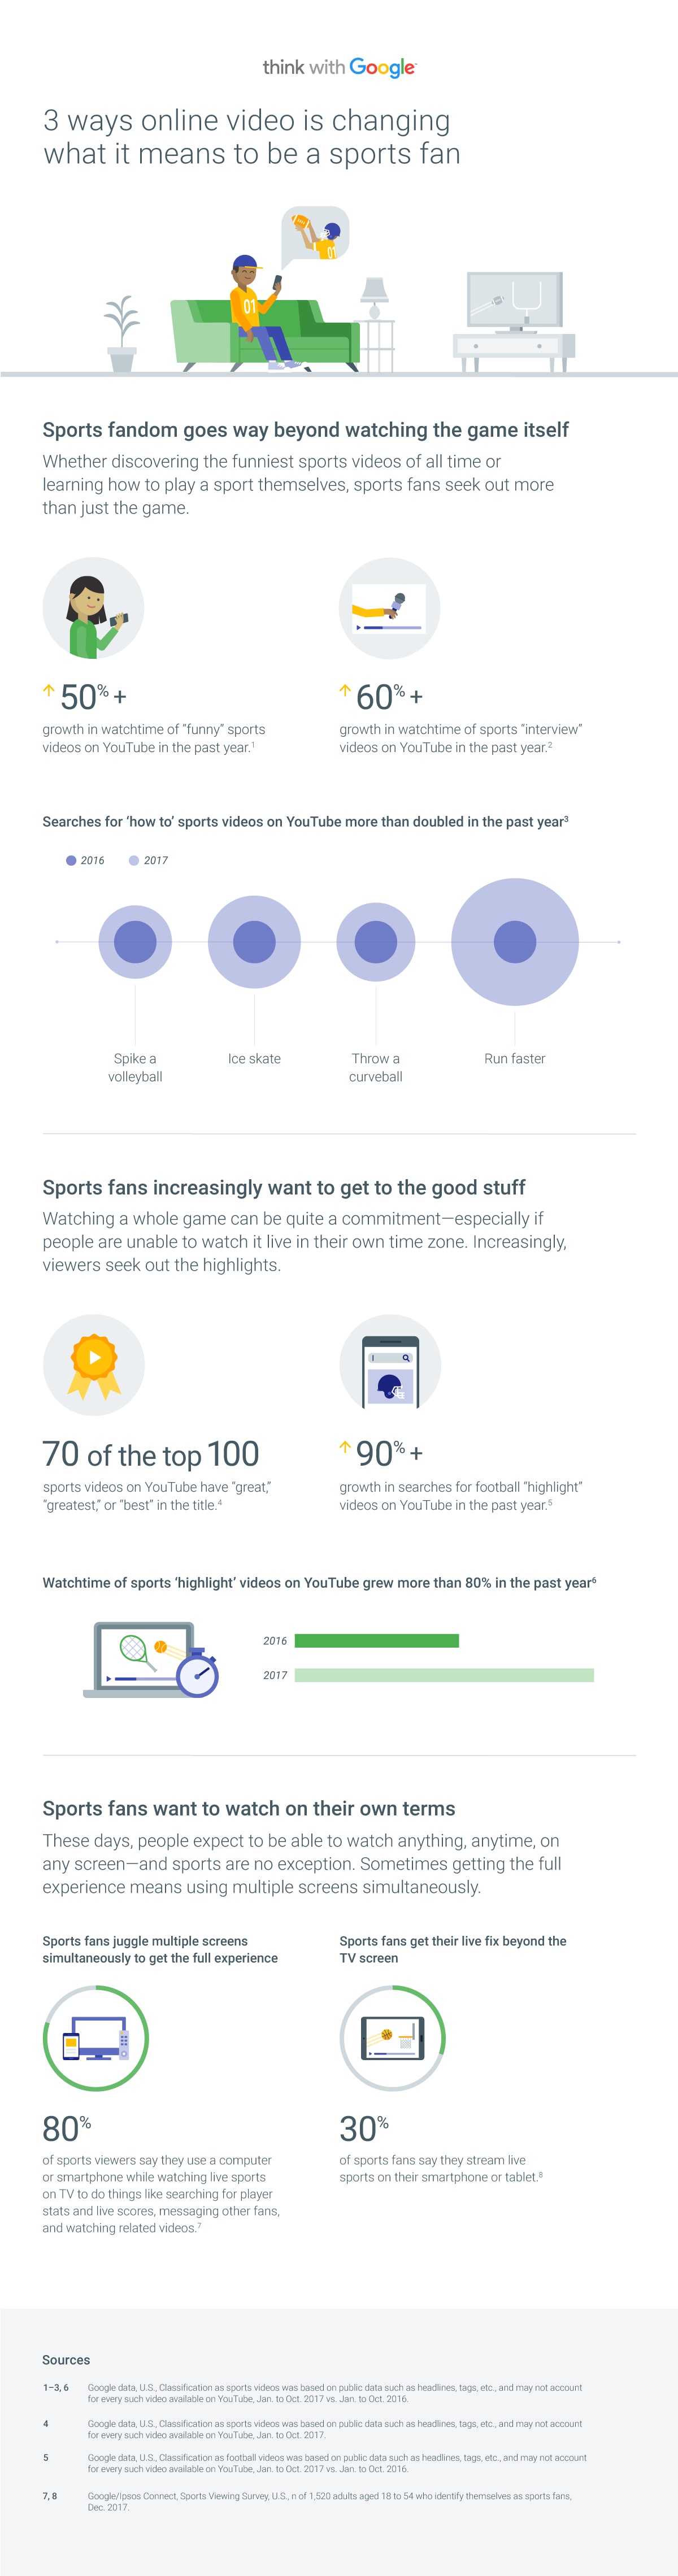 think with Google
3 ways online video is changing
what it means to be a sports fan
01
01
Sports fandom goes way beyond watching the game itself
Whether discovering the funniest sports videos of all time or
learning how to play a sport themselves, sports fans seek out more
than just the game.
50% +
growth in watchtime of “funny” sports
videos on YouTube in the past year.1
60% +
growth in watchtime of sports “interview”
videos on YouTube in the past year.2
Searches for ‘how to’ sports videos on YouTube more than doubled in the past year3
2016 2017
Spike a
volleyball
Ice skate
Throw a
curveball
Run faster
Sports fans increasingly want to get to the good stuff
Watching a whole game can be quite a commitment—especially if
people are unable to watch it live in their own time zone. Increasingly,
viewers seek out the highlights.
70 of the top 100
sports videos on YouTube have “great,”
“greatest,” or “best” in the title.4
90% +
growth in searches for football “highlight”
videos on YouTube in the past year.5
Watchtime of sports ‘highlight’ videos on YouTube grew more than 80% in the past year6
2016
2017
Sports fans want to watch on their own terms
These days, people expect to be able to watch anything, anytime, on
any screen—and sports are no exception. Sometimes getting the full
experience means using multiple screens simultaneously.
Sports fans juggle multiple screens
simultaneously to get the full experience
80%
of sports viewers say they use a computer
or smartphone while watching live sports
on TV to do things like searching for player
stats and live scores, messaging other fans,
and watching related videos.7
Sports fans get their live fix beyond the
TV screen
30%
of sports fans say they stream live
sports on their smartphone or tablet.8
Sources
1–3, 6 Google data, U.S., Classification as sports videos was based on public data such as headlines, tags, etc., and may not account
for every such video available on YouTube, Jan. to Oct. 2017 vs. Jan. to Oct. 2016.
4 Google data, U.S., Classification as sports videos was based on public data such as headlines, tags, etc., and may not account
for every such video available on YouTube, Jan. to Oct. 2017.
5 Google data, U.S., Classification as football videos was based on public data such as headlines, tags, etc., and may not account
for every such video available on YouTube, Jan. to Oct. 2017 vs. Jan. to Oct. 2016.
7, 8 Google/Ipsos Connect, Sports Viewing Survey, U.S., n of 1,520 adults aged 18 to 54 who identify themselves as sports fans,
Dec. 2017.